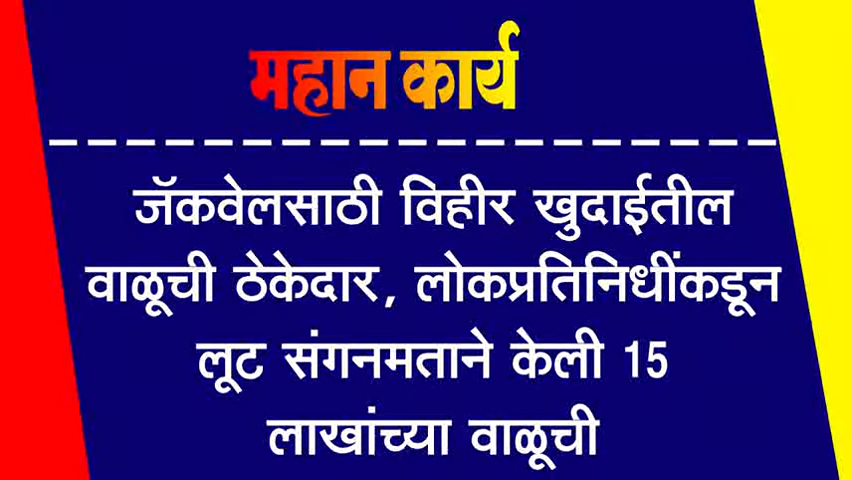 महान कार्य
जॅकवेलसाठी विहीर खुदाईतील
वाळूची ठेकेदार, लोकप्रतिनिधींकडून
लूट संगनमताने केली 15
लाखांच्या वाळूची